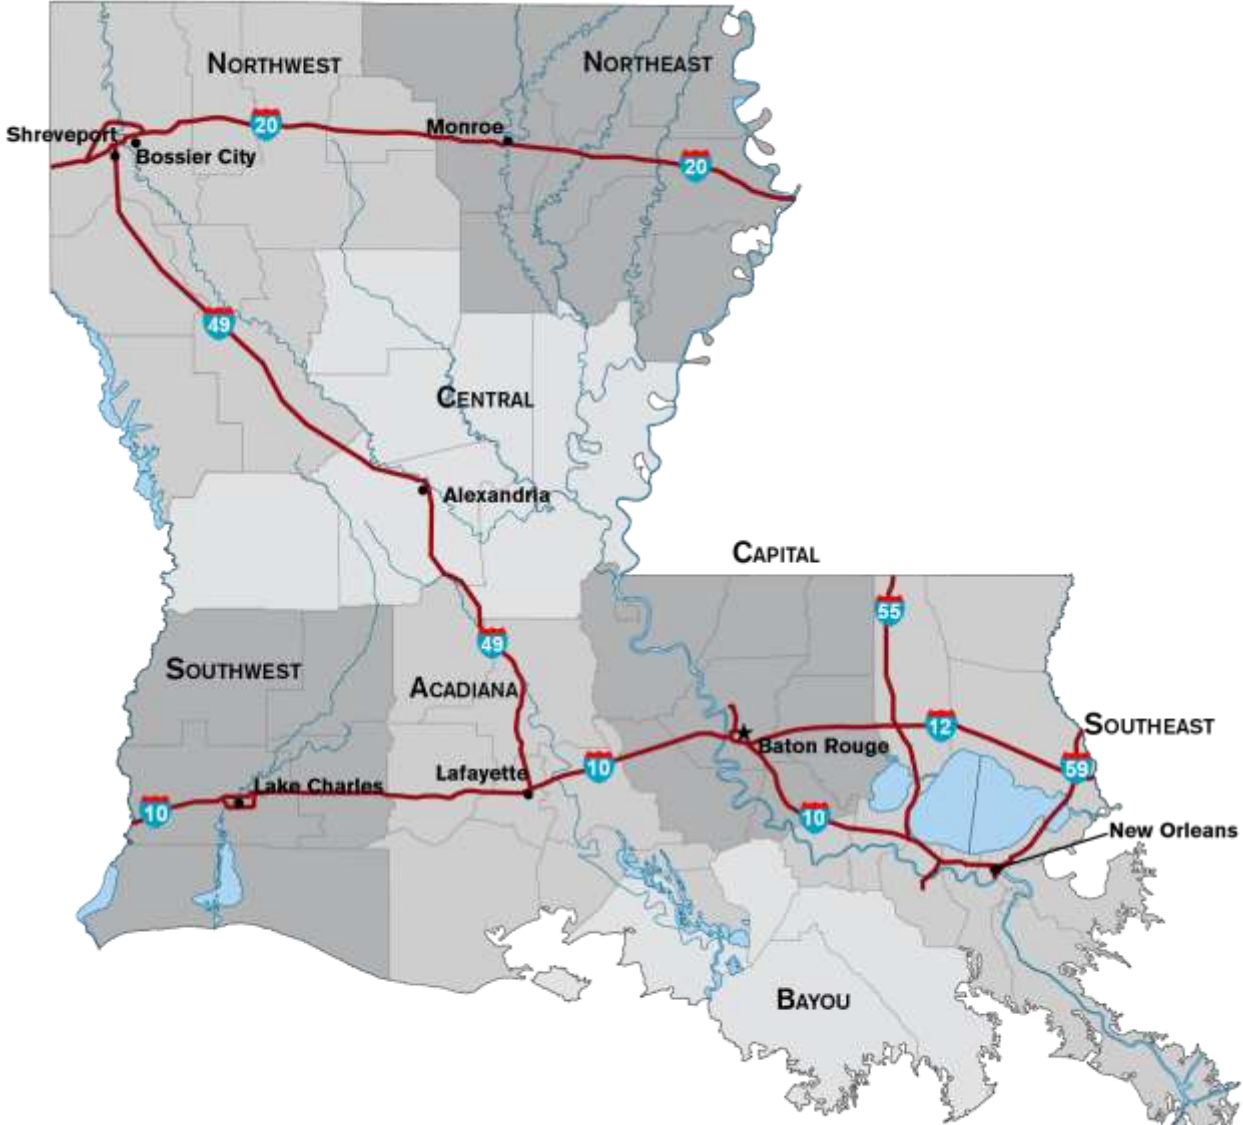 NORTHWEST
NORTHEAST
20
Shreveport
Monroe
Bossier City
20
49
CENTRAL
Alexandria
CAPITAL
55
49
SOUTHWEST
ACADIANA
SOUTHEAST
12
Baton Rouge
10
59
Lafayette
Lake Charles
10
10
New Orleans
BAYOU